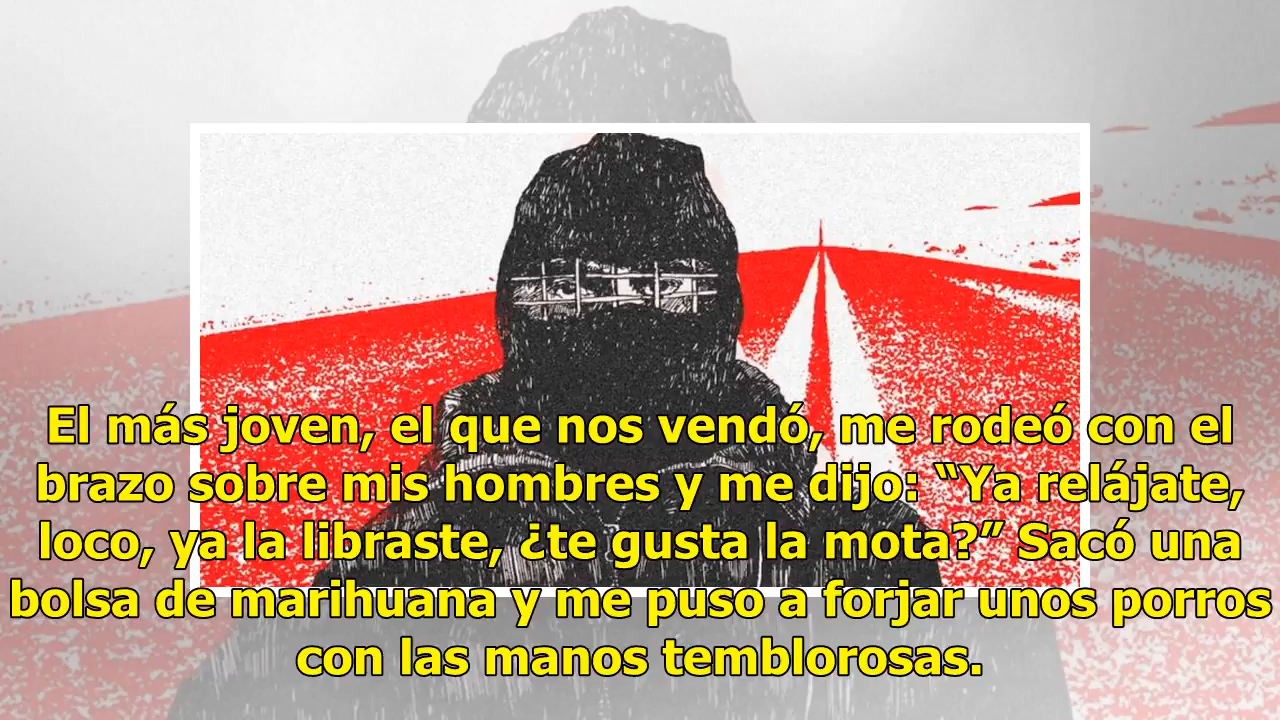 El más joven, el que nos vendó, me rodeó con el
brazo sobre mis hombres y me dijo: “Ya relájate,
loco, ya la libraste, ¿te gusta la mota?” Sacó una
bolsa de marihuana y me puso a forjar unos porros
con las manos temblorosas.